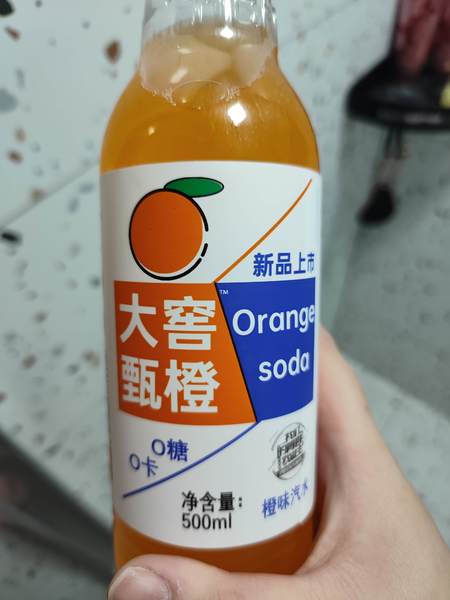 新品上市
大窖
甄橙
™
Orange
soda
0糖
0卡
净含量:
500ml
橙味汽水